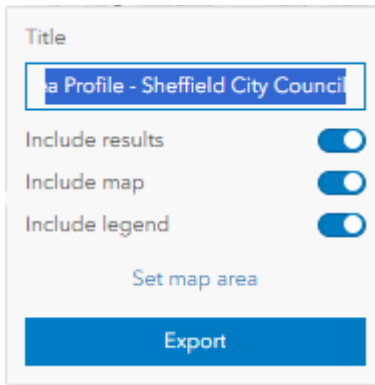 Title
a Profile - Sheffield City Council
Include results
Include map
Include legend
Set map area
Export